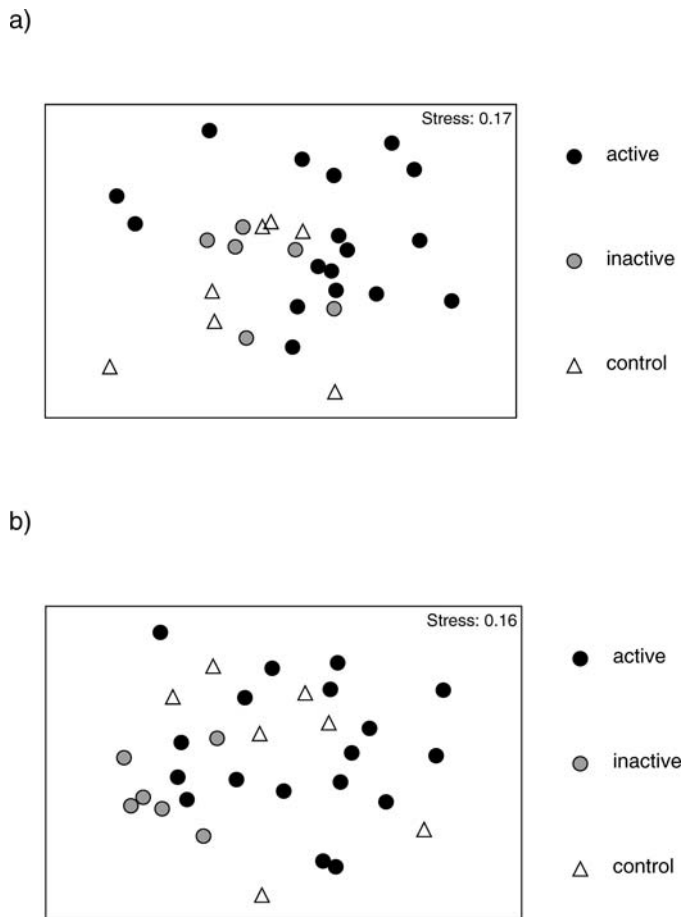 a)
Stress: 0.17
active
inactive
control
b)
Stress: 0.16
active
inactive
control